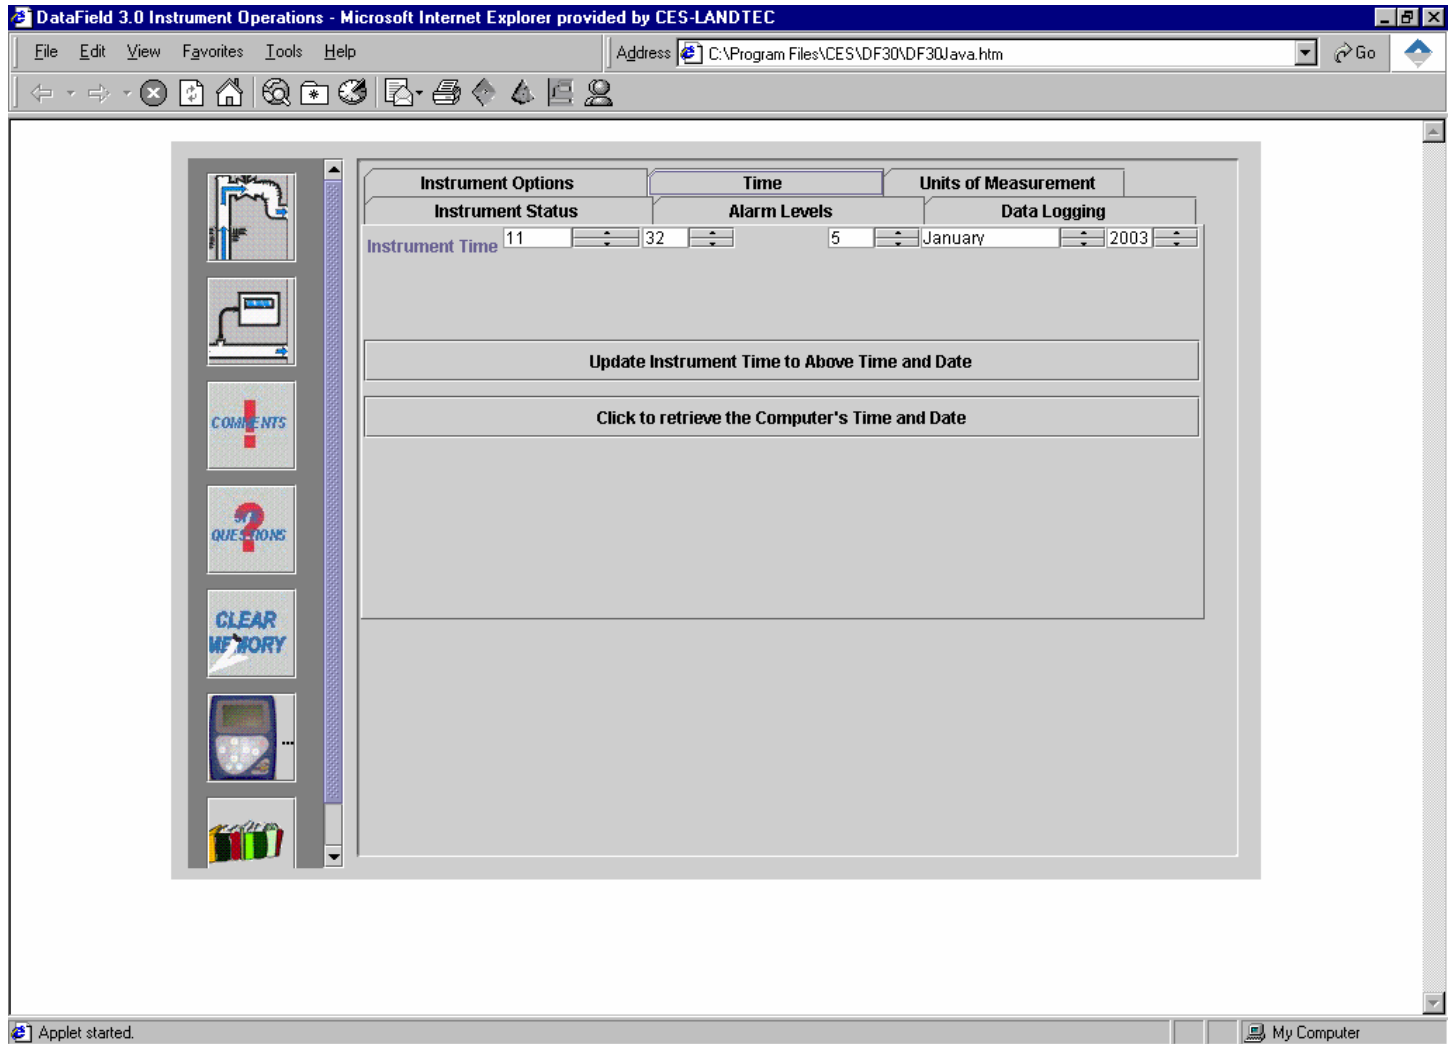 DataField 3.0 Instrument Operations - Microsoft Internet Explorer provided by CES-LANDTEC
File Edit View Favorites Tools Help Address C:\Program Files\CES\DF30\DF30Java.htm Go
Instrument Options Time Units of Measurement
Instrument Status Alarm Levels Data Logging
Instrument Time 11 32 5 January 2003
Update Instrument Time to Above Time and Date
Click to retrieve the Computer's Time and Date
COMMENTS
QUESTIONS
CLEAR
MEMORY
Applet started. My Computer